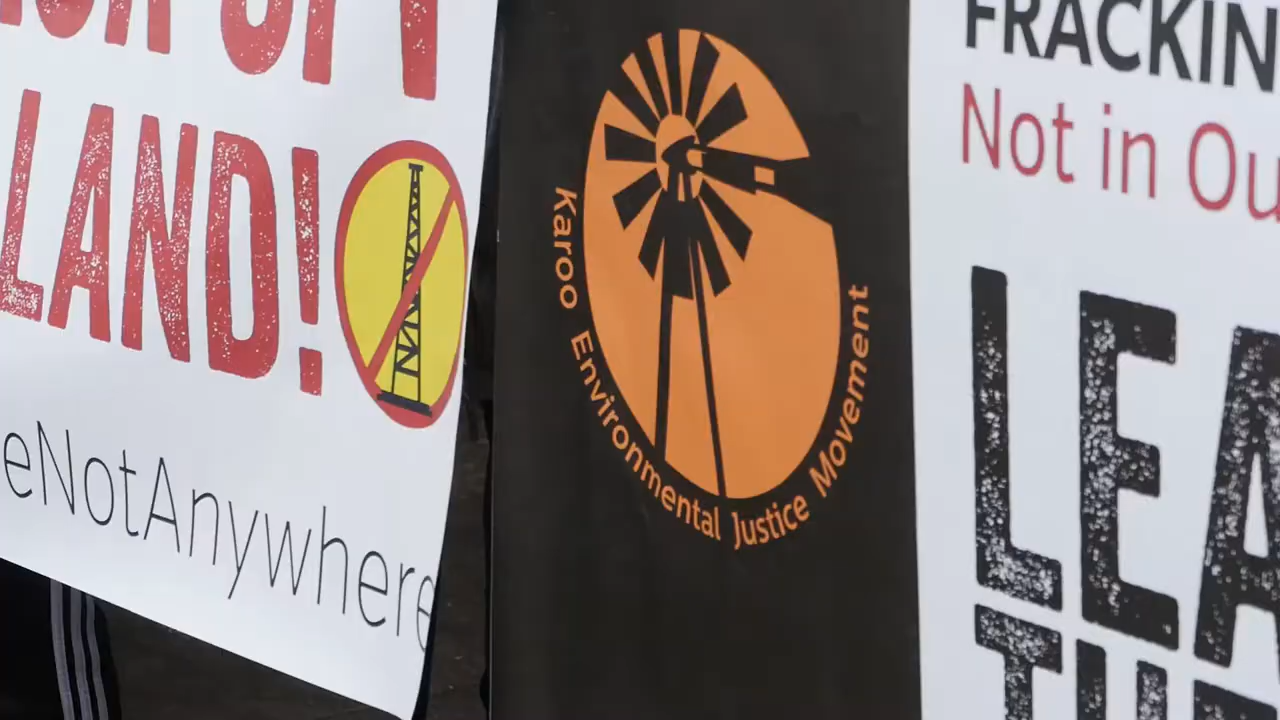 LAND!
eNotAnywhere
Karoo Environmental Justice Movement
FRACKIN
Not in Ou
LEA